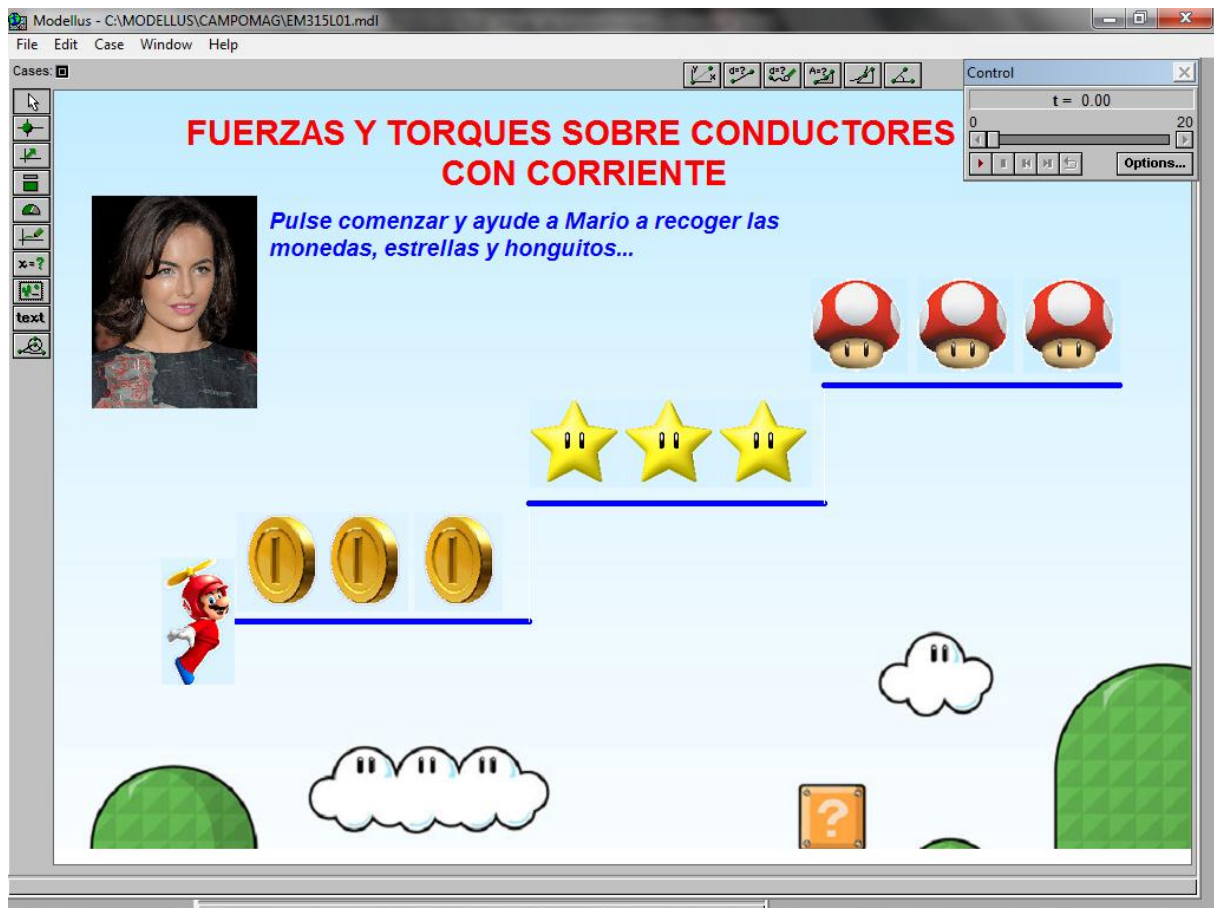 Modellus - C:\MODELLUS\CAMPOMAG\EM315L01.mdl
File Edit Case Window Help
Cases:
Control
t = 0.00
0 20
Options...
FUERZAS Y TORQUES SOBRE CONDUCTORES
CON CORRIENTE
Pulse comenzar y ayude a Mario a recoger las
monedas, estrellas y honguitos...
x=?
text
?